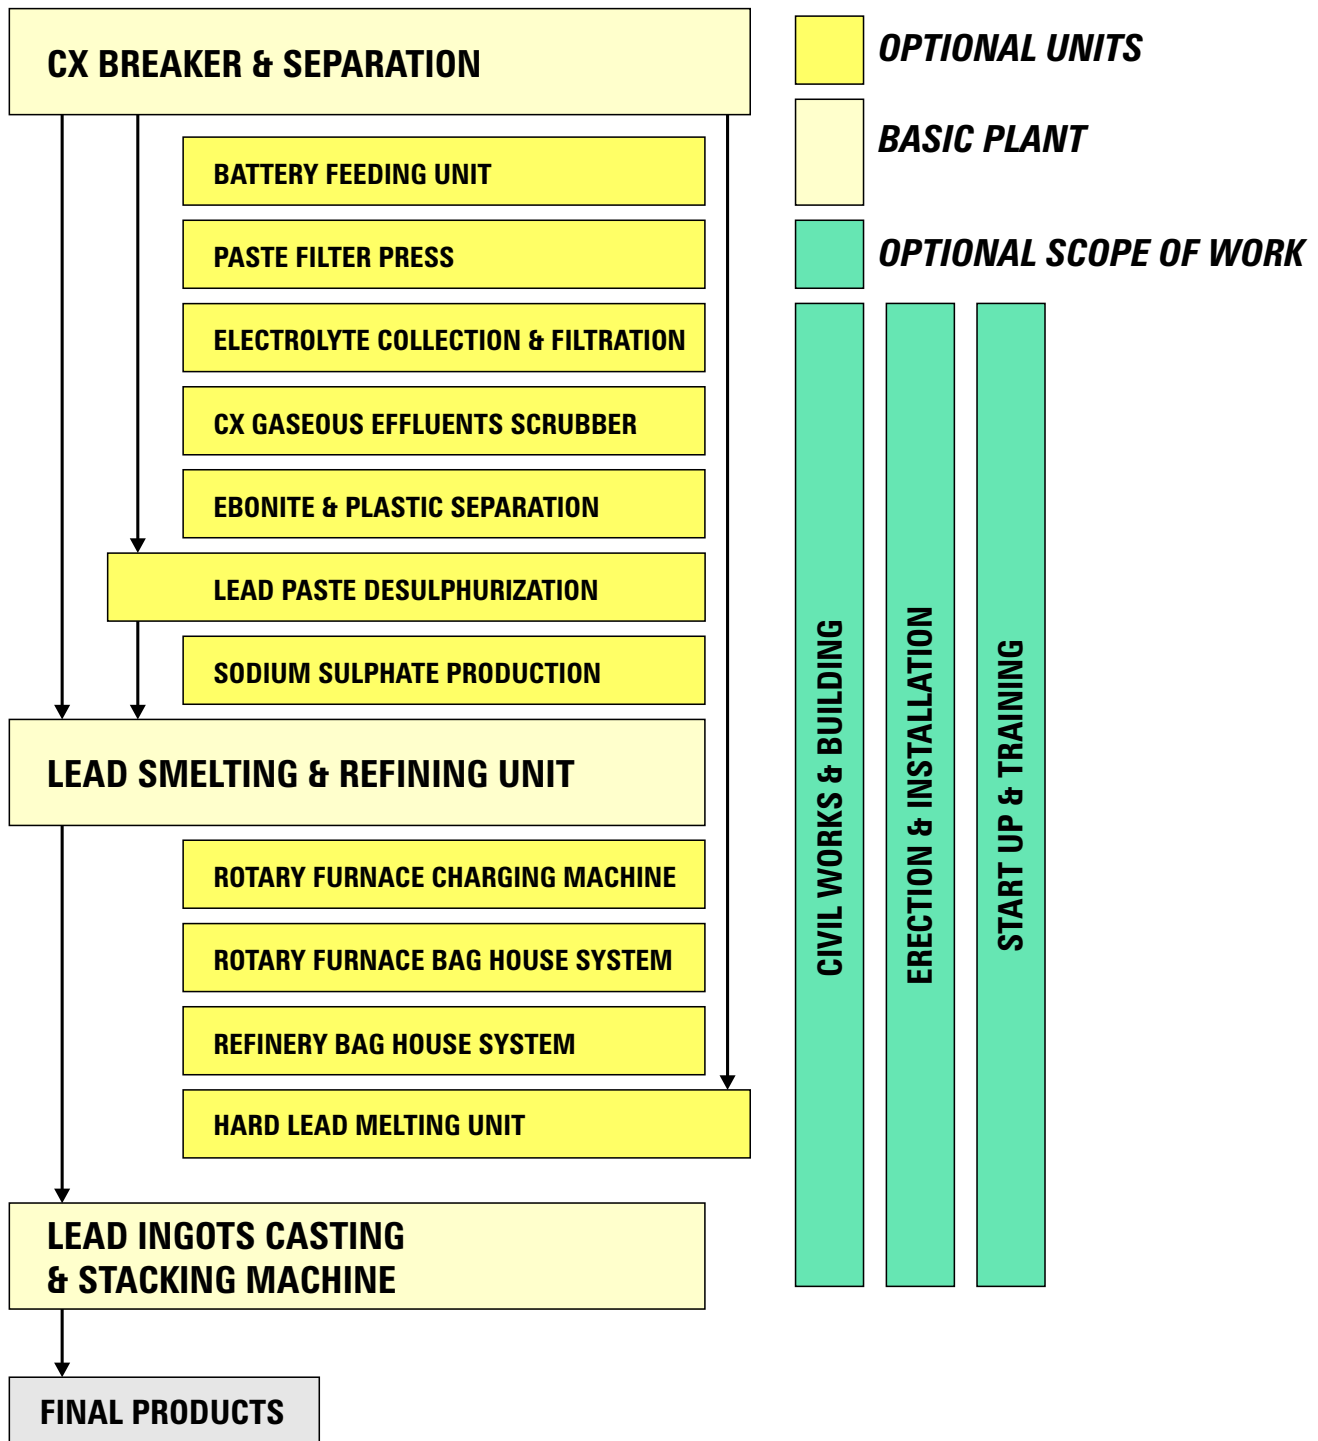 CX BREAKER & SEPARATION
BATTERY FEEDING UNIT
PASTE FILTER PRESS
ELECTROLYTE COLLECTION & FILTRATION
CX GASEOUS EFFLUENTS SCRUBBER
EBONITE & PLASTIC SEPARATION
LEAD PASTE DESULPHURIZATION
SODIUM SULPHATE PRODUCTION
LEAD SMELTING & REFINING UNIT
ROTARY FURNACE CHARGING MACHINE
ROTARY FURNACE BAG HOUSE SYSTEM
REFINERY BAG HOUSE SYSTEM
HARD LEAD MELTING UNIT
LEAD INGOTS CASTING
& STACKING MACHINE
FINAL PRODUCTS
OPTIONAL UNITS
BASIC PLANT
OPTIONAL SCOPE OF WORK
CIVIL WORKS & BUILDING
ERECTION & INSTALLATION
START UP & TRAINING